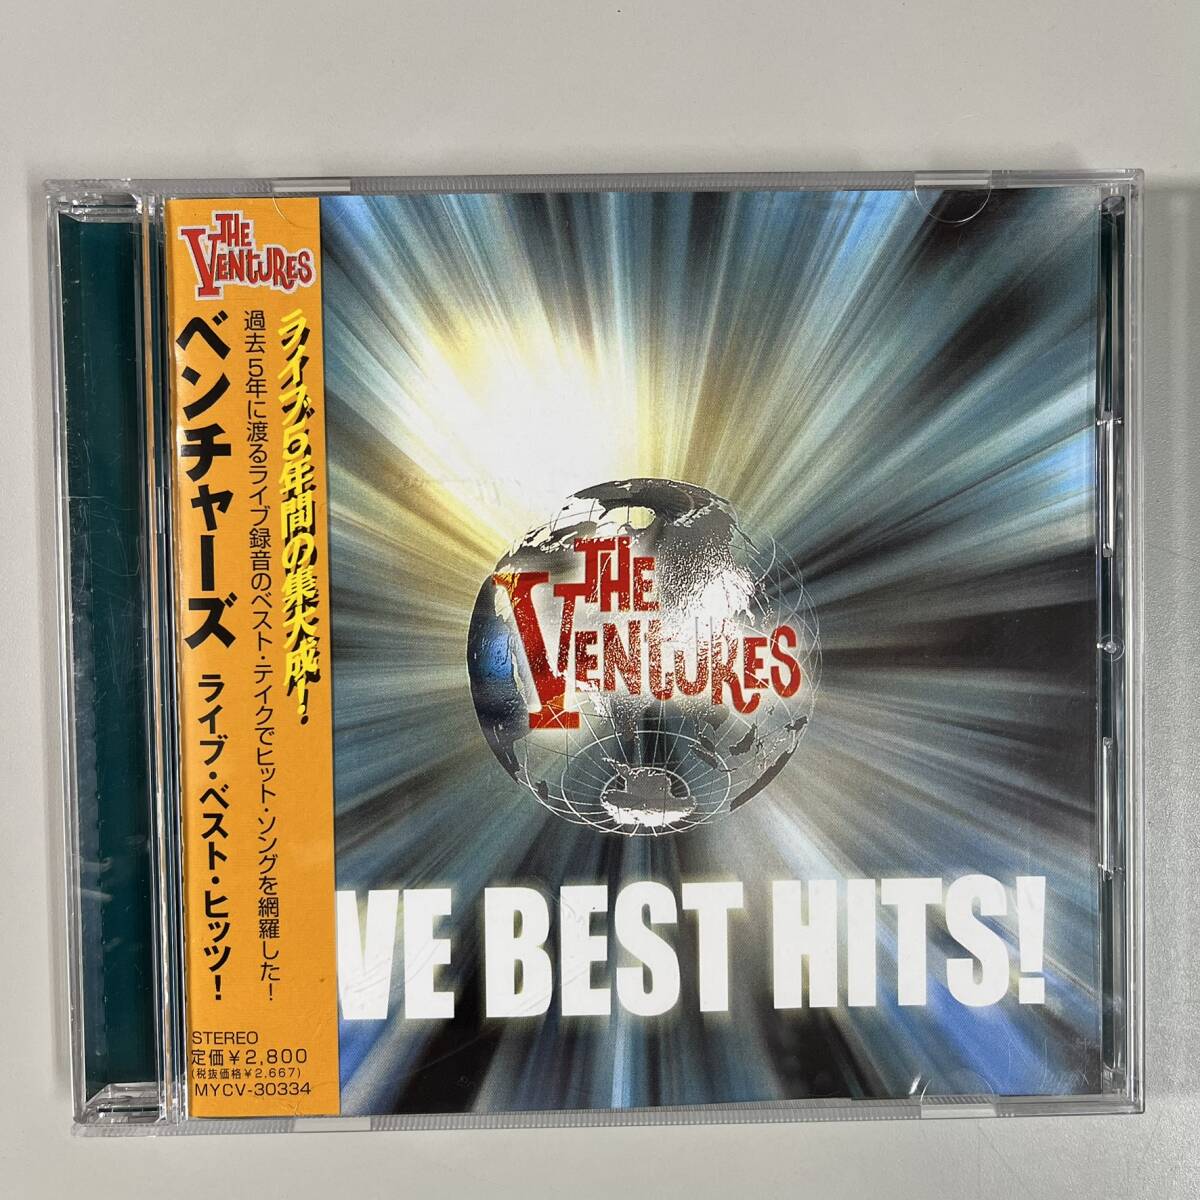 THE
VENTURES
ライブ5年間の集大成！
過去5年に渡るライブ録音のベスト・テイクでヒット・ソングを網羅した！
ベンチャーズ ライブ・ベスト・ヒッツ！
STEREO
定価￥2,800
(税抜価格￥2,667)
MYCV-30334
THE
VENTURES
VE BEST HITS!